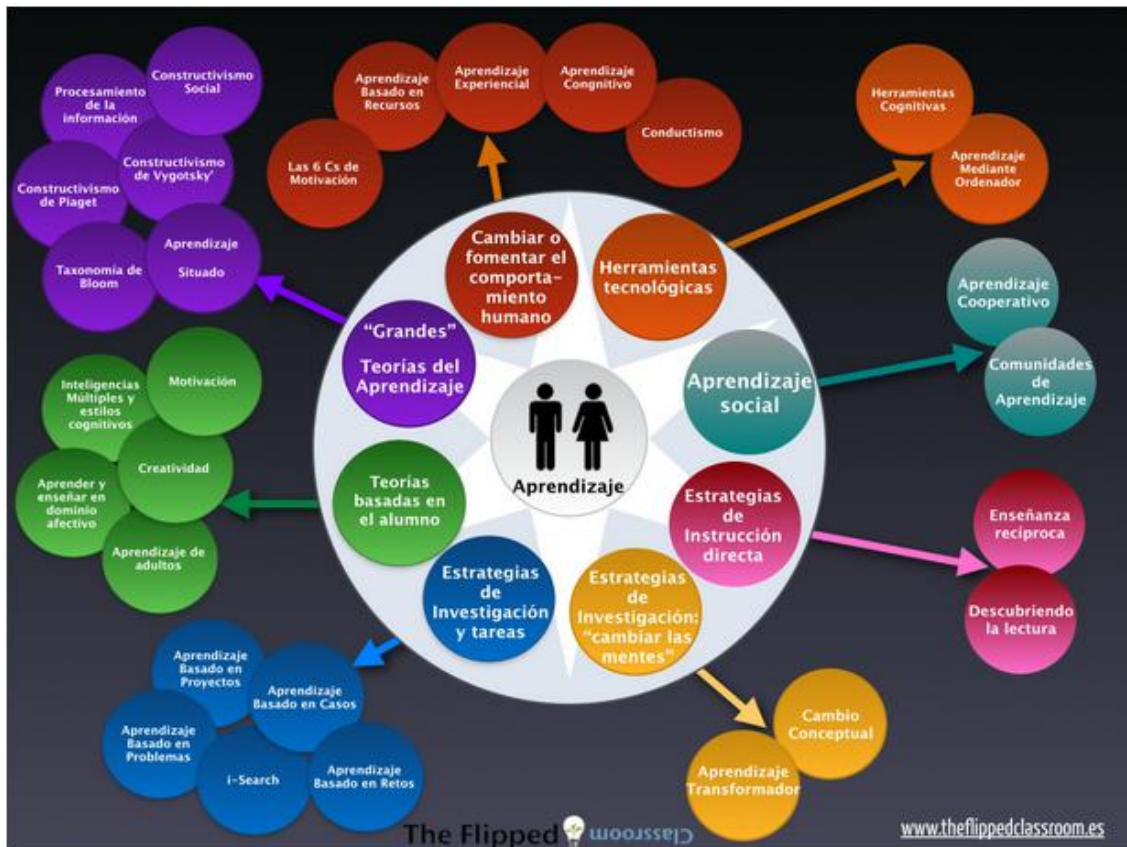 Constructivismo
Social
Procesamiento
de la
información
Constructivismo
de Vygotsky'
Constructivismo
de Piaget
Aprendizaje
Situado
Taxonomía de
Bloom
Las 6 Cs de
Motivación
Aprendizaje
Basado en
Recursos
Aprendizaje
Experiencial
Aprendizaje
Congnitivo
Conductismo
Herramientas
Cognitivas
Aprendizaje
Mediante
Ordenador
Cambiar o
fomentar el
comporta-
miento
humano
Herramientas
tecnológicas
“Grandes”
Teorías del
Aprendizaje
Aprendizaje
social
Aprendizaje
Cooperativo
Comunidades
de
Aprendizaje
Motivación
Inteligencias
Múltiples y
estilos
cognitivos
Creatividad
Aprender y
enseñar en
dominio
afectivo
Aprendizaje de
adultos
Teorías
basadas en
el alumno
Aprendizaje
Estrategias
de
Instrucción
directa
Enseñanza
recíproca
Descubriendo
la lectura
Estrategias
de
Investigación
y tareas
Estrategias
de
Investigación:
“cambiar las
mentes”
Aprendizaje
Basado en
Proyectos
Aprendizaje
Basado en Casos
Aprendizaje
Basado en
Problemas
i-Search
Aprendizaje
Basado en Retos
Cambio
Conceptual
Aprendizaje
Transformador
The Flipped Classroom
www.theflippedclassroom.es